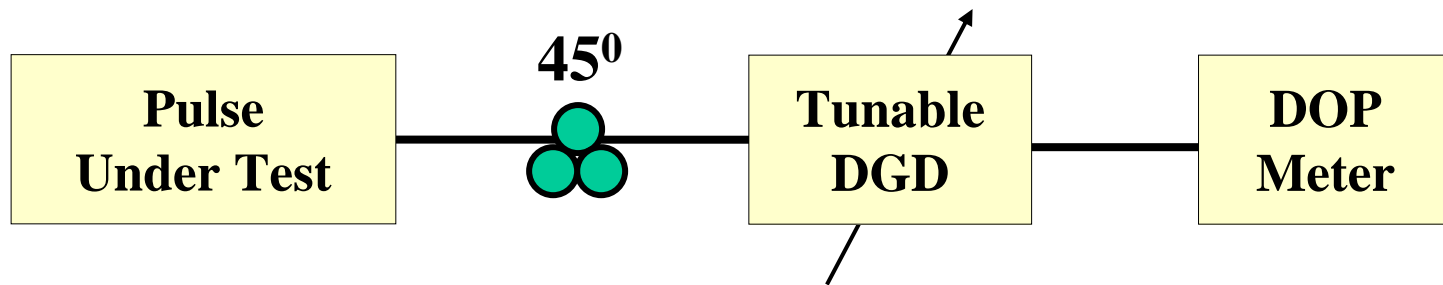 Pulse
Under Test
45⁰
Tunable
DGD
DOP
Meter